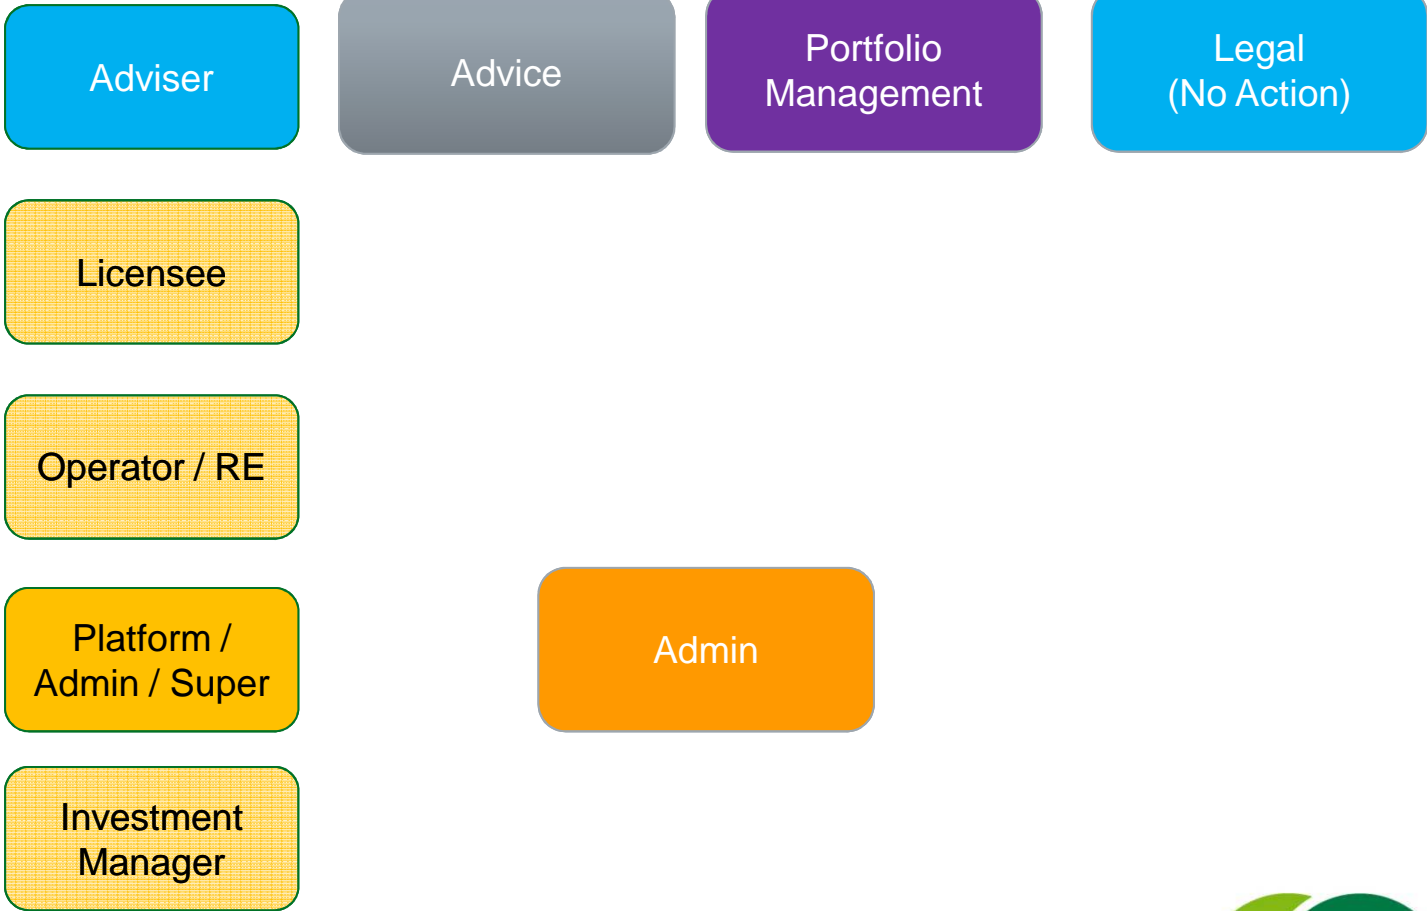 Adviser
Advice
Portfolio
Management
Legal
(No Action)
Licensee
Operator / RE
Platform /
Admin / Super
Admin
Investment
Manager